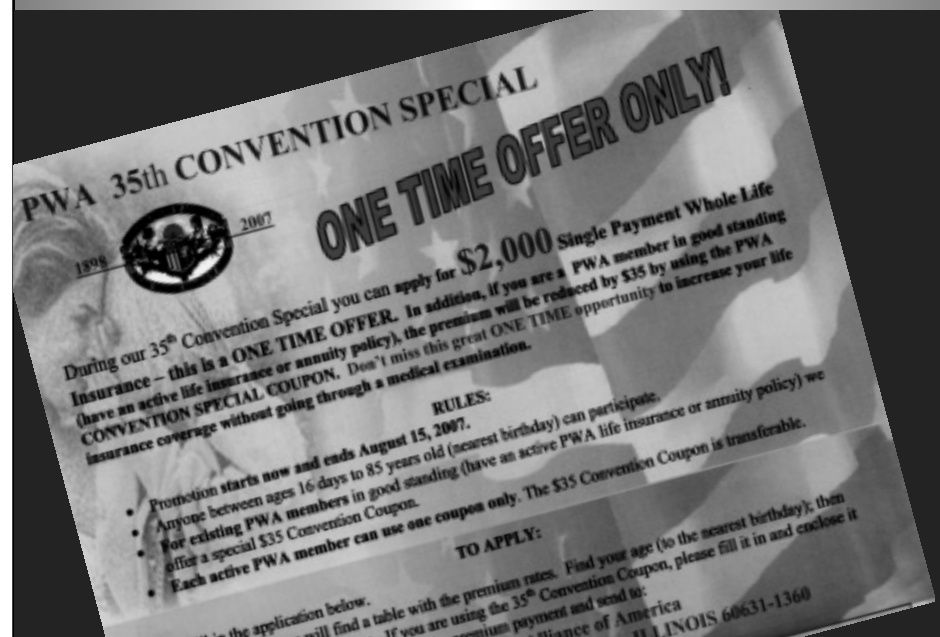 PWA 35th CONVENTION SPECIAL
ONE TIME OFFER ONLY!
1898 2007
During our 35th Convention Special you can apply for $2,000 Single Payment Whole Life
Insurance – this is a ONE TIME OFFER. In addition, if you are a PWA member in good standing
(have an active life insurance or annuity policy), the premium will be reduced by $35 by using the PWA
CONVENTION SPECIAL COUPON. Don't miss this great ONE TIME opportunity to increase your life
insurance coverage without going through a medical examination.
RULES:
• Promotion starts now and ends August 15, 2007.
• Anyone between ages 16 days to 85 years old (nearest birthday) can participate.
• For existing PWA members in good standing (have an active PWA life insurance or annuity policy) we
offer a special $35 Convention Coupon.
• Each active PWA member can use one coupon only. The $35 Convention Coupon is transferable.
TO APPLY:
in the application below.
will find a table with the premium rates. Find your age (to the nearest birthday); then
If you are using the 35th Convention Coupon, please fill it in and enclose it
premium payment and send to:
Alliance of America
ILLINOIS 60631-1360